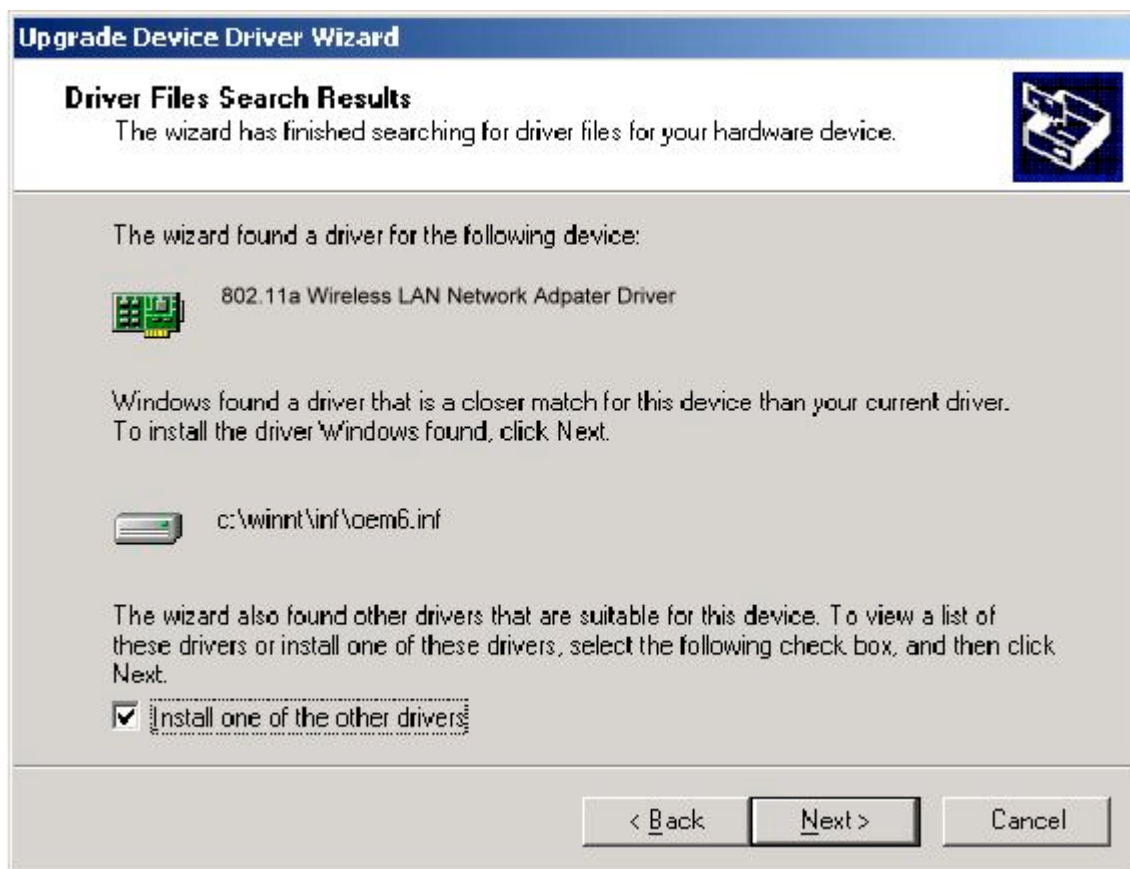 Upgrade Device Driver Wizard
Driver Files Search Results
The wizard has finished searching for driver files for your hardware device.
The wizard found a driver for the following device:
802.11a Wireless LAN Network Adpater Driver
Windows found a driver that is a closer match for this device than your current driver.
To install the driver Windows found, click Next.
c:\winnt\inf\oem6.inf
The wizard also found other drivers that are suitable for this device. To view a list of
these drivers or install one of these drivers, select the following check box, and then click
Next.
Install one of the other drivers
< Back
Next >
Cancel